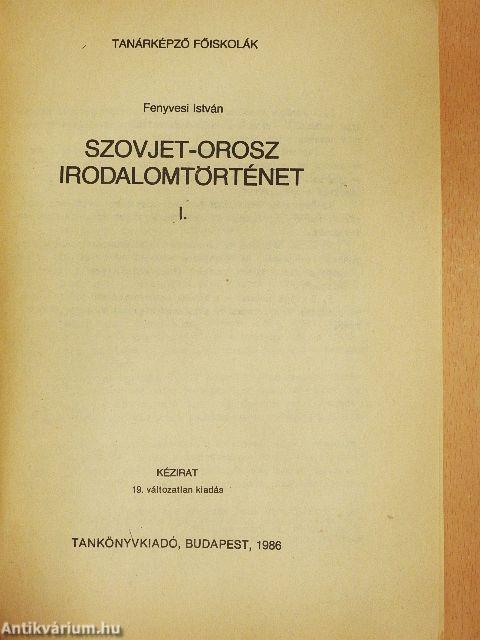 TANÁRKÉPZŐ FŐISKOLÁK
Fenyvesi István
SZOVJET-OROSZ
IRODALOMTÖRTÉNET
I.
KÉZIRAT
19. változatlan kiadás
TANKÖNYVKIADÓ, BUDAPEST, 1986
Antikvárium.hu